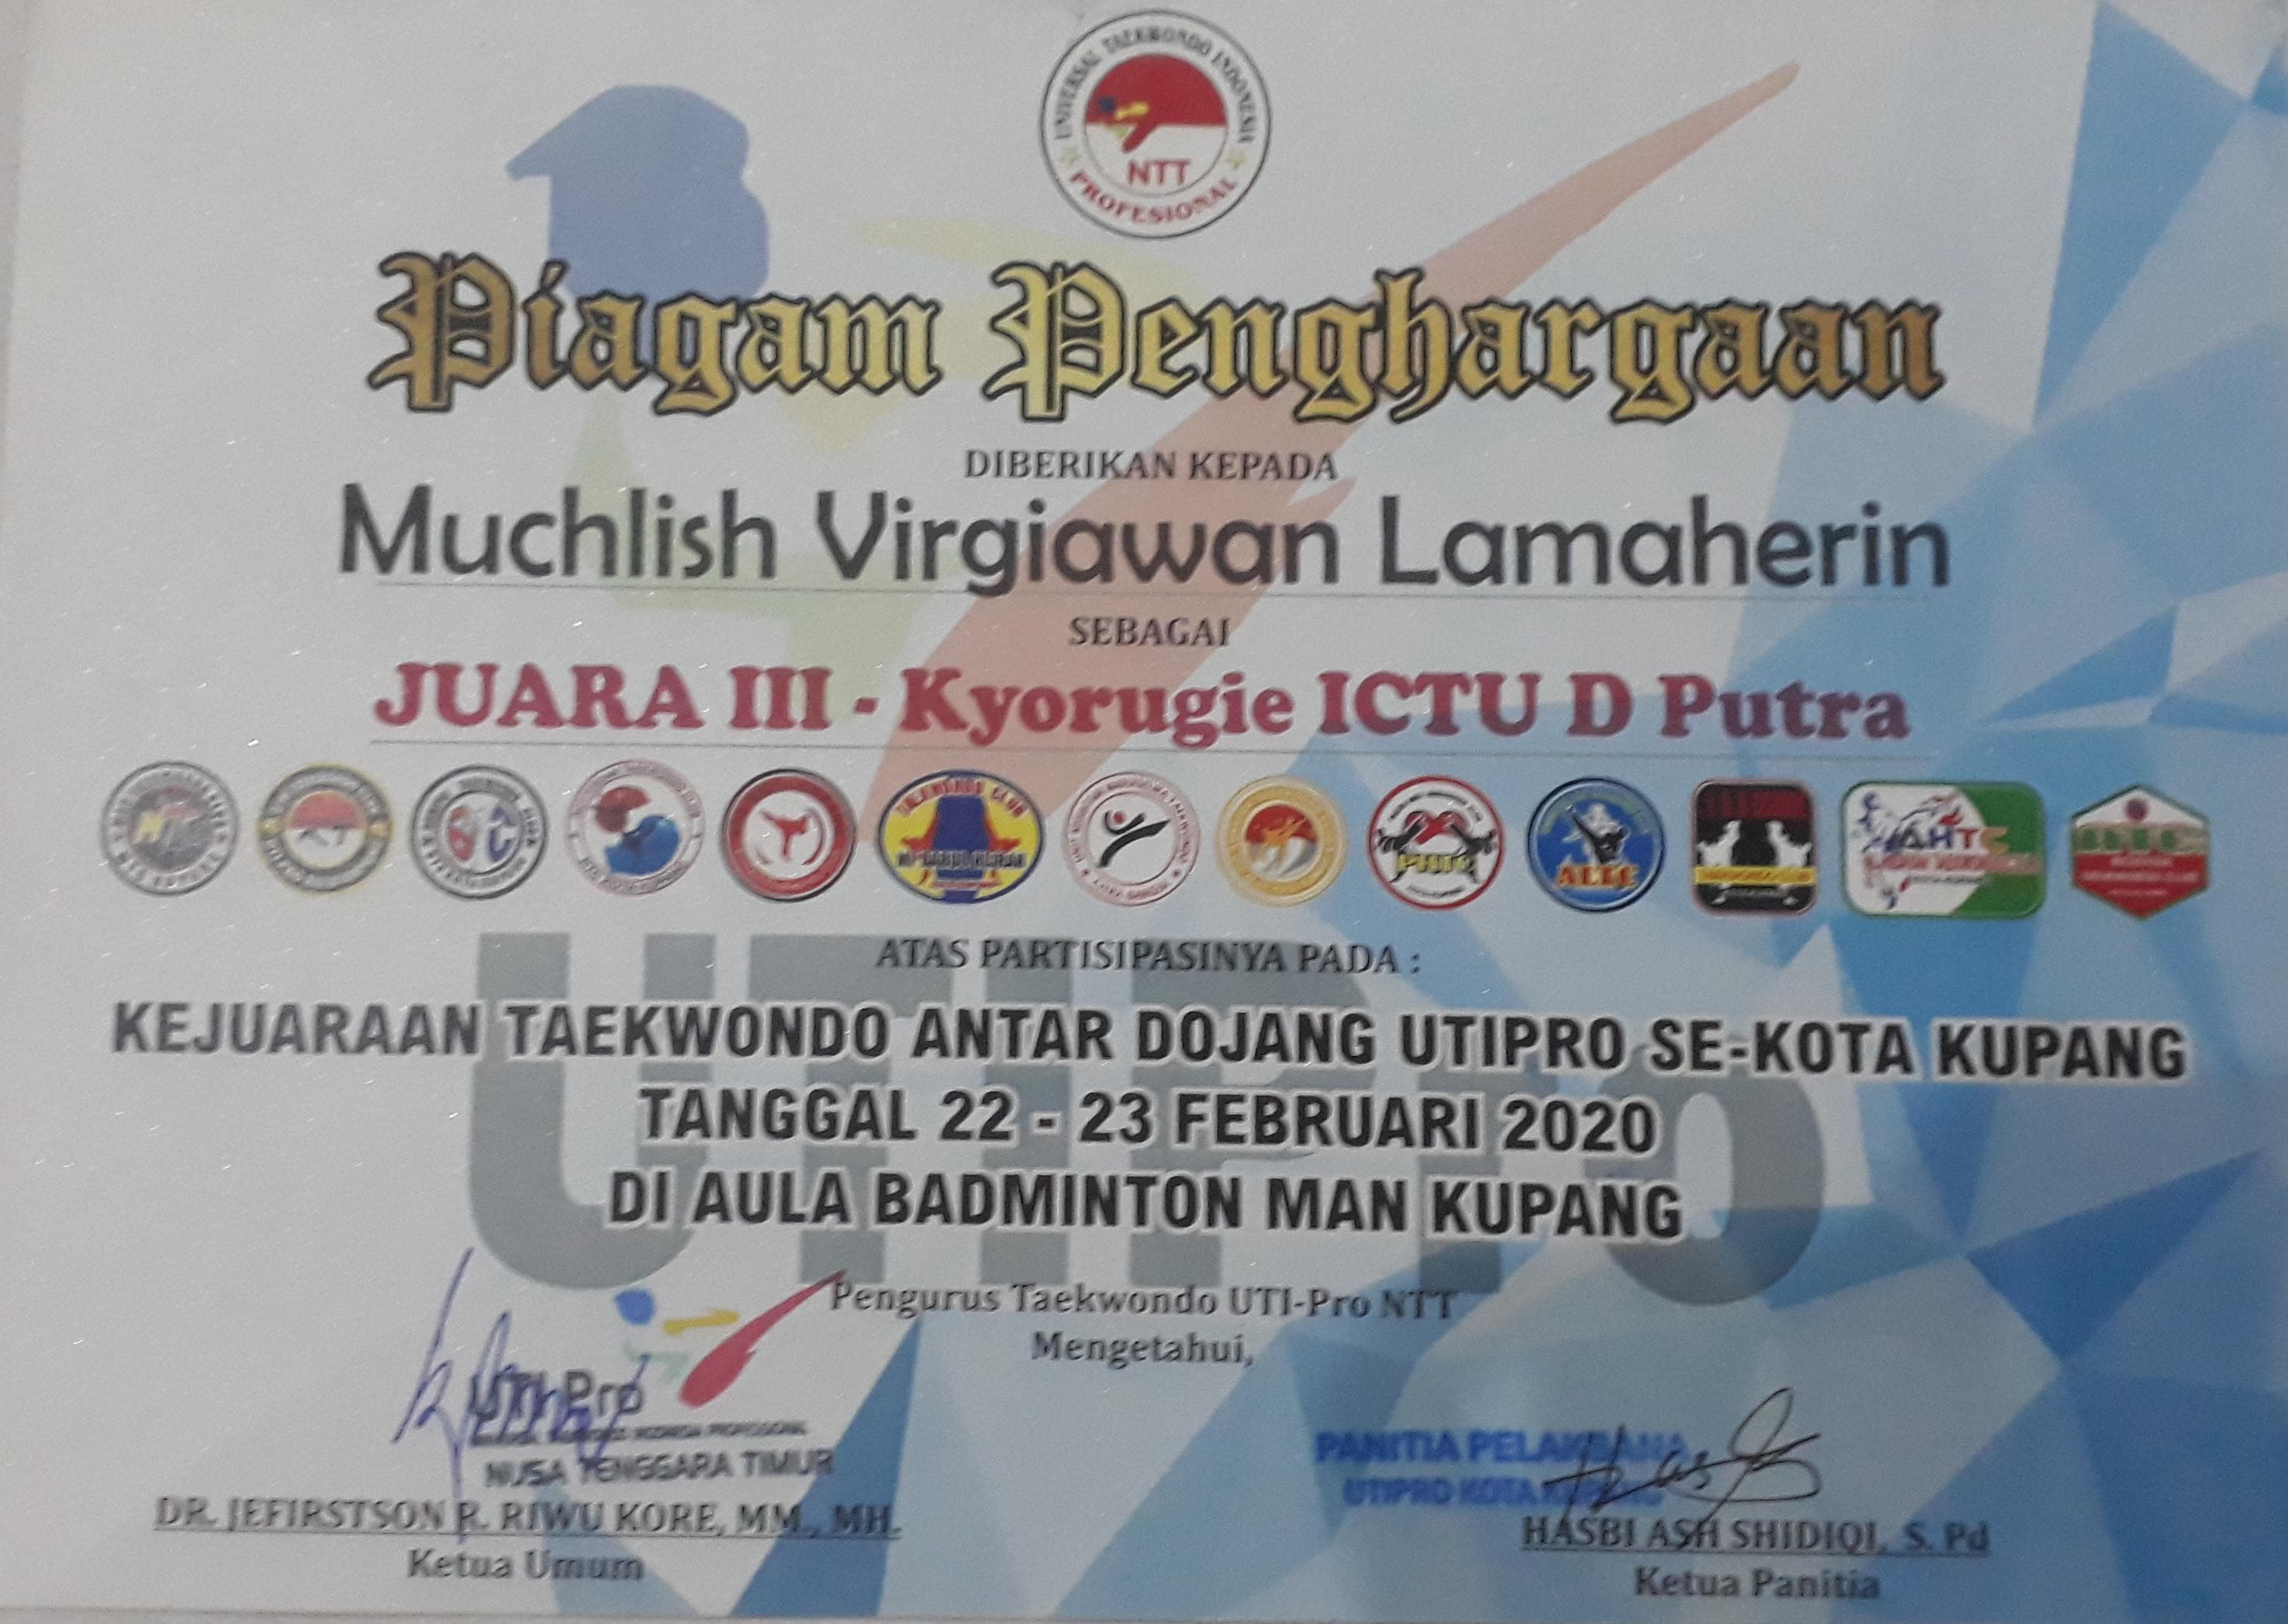 UNIVERSAL TAEKWONDO INDONESIA
NTT
PROFESIONAL
Piagam Penghargaan
DIBERIKAN KEPADA
Muchlish Virgiawan Lamaherin
SEBAGAI
JUARA III - Kyorugie ICTU D Putra
PHTC
ALTC
AHTC
ATAS PARTISIPASINYA PADA :
KEJUARAAN TAEKWONDO ANTAR DOJANG UTIPRO SE-KOTA KUPANG
TANGGAL 22 - 23 FEBRUARI 2020
DI AULA BADMINTON MAN KUPANG
UTIPro
Pengurus Taekwondo UTI-Pro NTT
Mengetahui,
UTI Pro
NUSA TENGGARA TIMUR
PANITIA PELAKSANA
UTIPRO KOTA KUPANG
DR. JEFIRSTSON R. RIWU KORE, MM., MH.
Ketua Umum
HASBI ASH SHIDIQI, S. Pd
Ketua Panitia